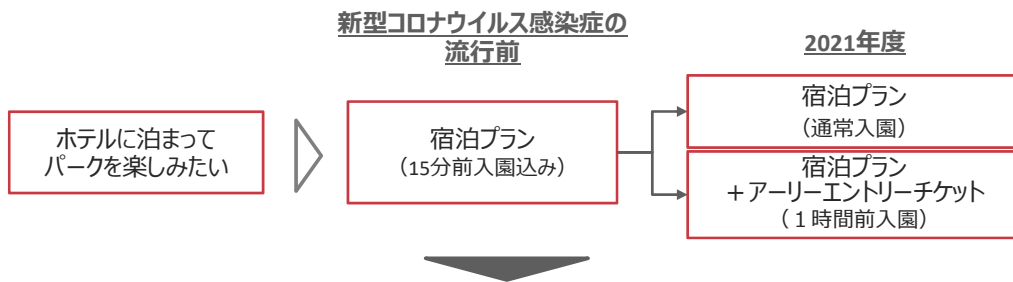 新型コロナウイルス感染症の
流行前
2021年度
ホテルに泊まって
パークを楽しみたい
宿泊プラン
（15分前入園込み）
宿泊プラン
（通常入園）
宿泊プラン
＋アーリーエントリーチケット
（１時間前入園）